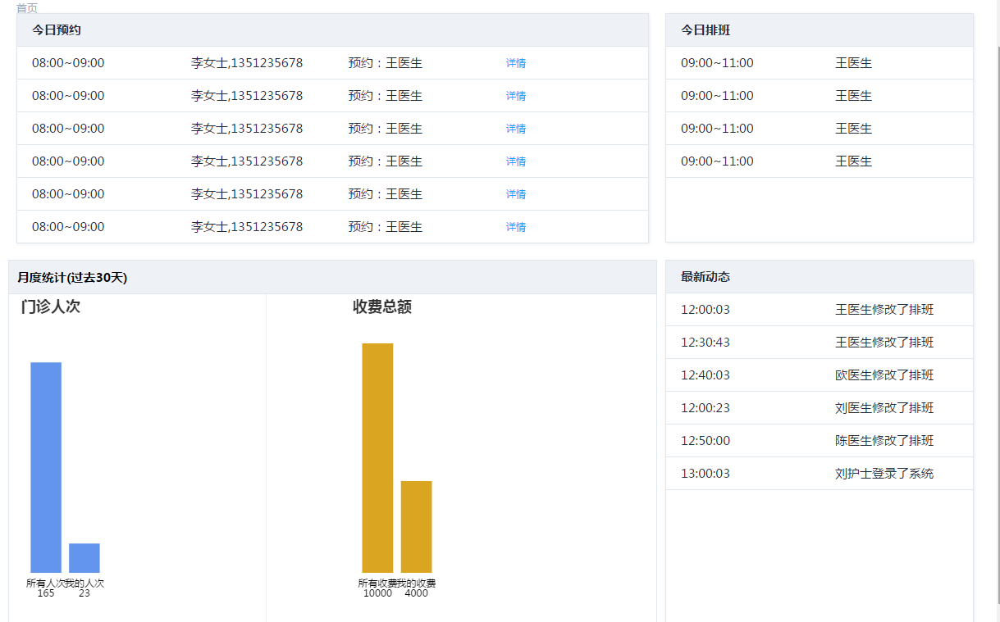 首页
今日预约
08:00~09:00 李女士,1351235678 预约：王医生 详情
08:00~09:00 李女士,1351235678 预约：王医生 详情
08:00~09:00 李女士,1351235678 预约：王医生 详情
08:00~09:00 李女士,1351235678 预约：王医生 详情
08:00~09:00 李女士,1351235678 预约：王医生 详情
08:00~09:00 李女士,1351235678 预约：王医生 详情
今日排班
09:00~11:00 王医生
09:00~11:00 王医生
09:00~11:00 王医生
09:00~11:00 王医生
月度统计(过去30天)
门诊人次
所有人次 我的人次
165 23
收费总额
所有收费 我的收费
10000 4000
最新动态
12:00:03 王医生修改了排班
12:30:43 王医生修改了排班
12:40:03 欧医生修改了排班
12:00:23 刘医生修改了排班
12:50:00 陈医生修改了排班
13:00:03 刘护士登录了系统